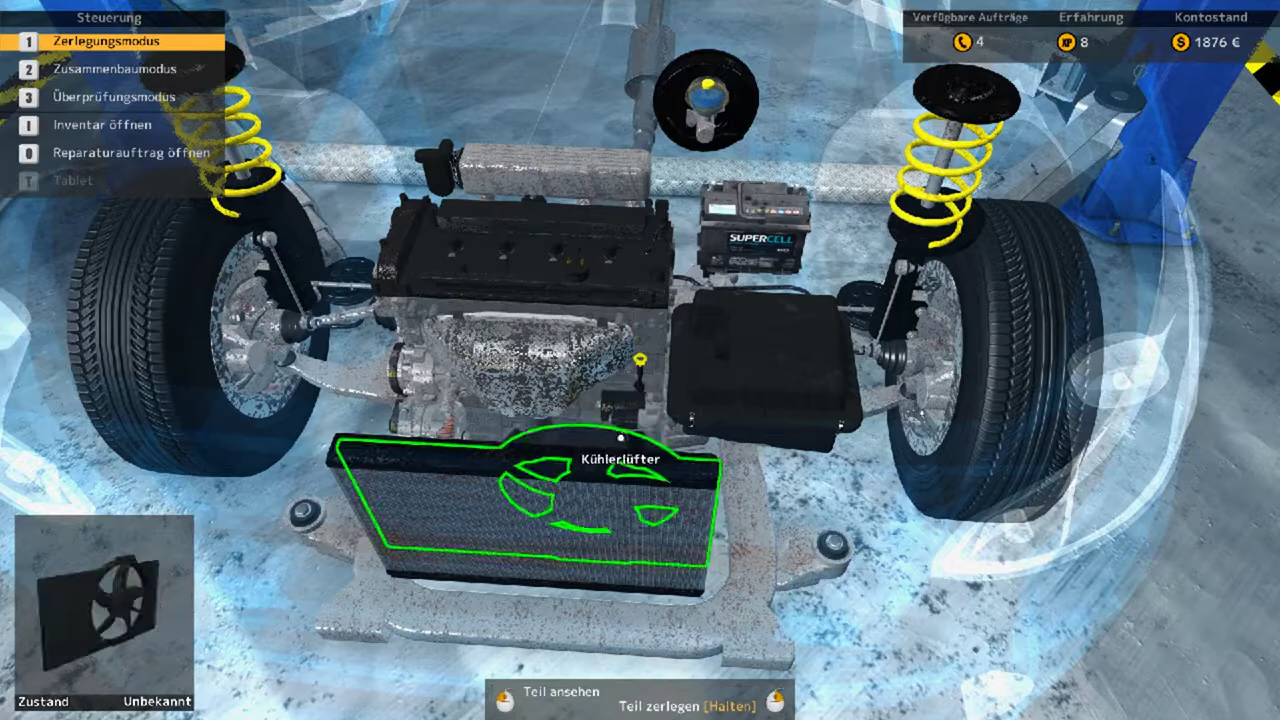 Steuerung
1 Zerlegungsmodus
2 Zusammenbaumodus
3 Überprüfungsmodus
I Inventar öffnen
O Reparaturauftrag öffnen
T Tablet
Verfügbare Aufträge Erfahrung Kontostand
4 XP 8 $ 1876 €
SUPERCELL
Kühlerlüfter
Zustand Unbekannt
Teil ansehen
Teil zerlegen [Halten]